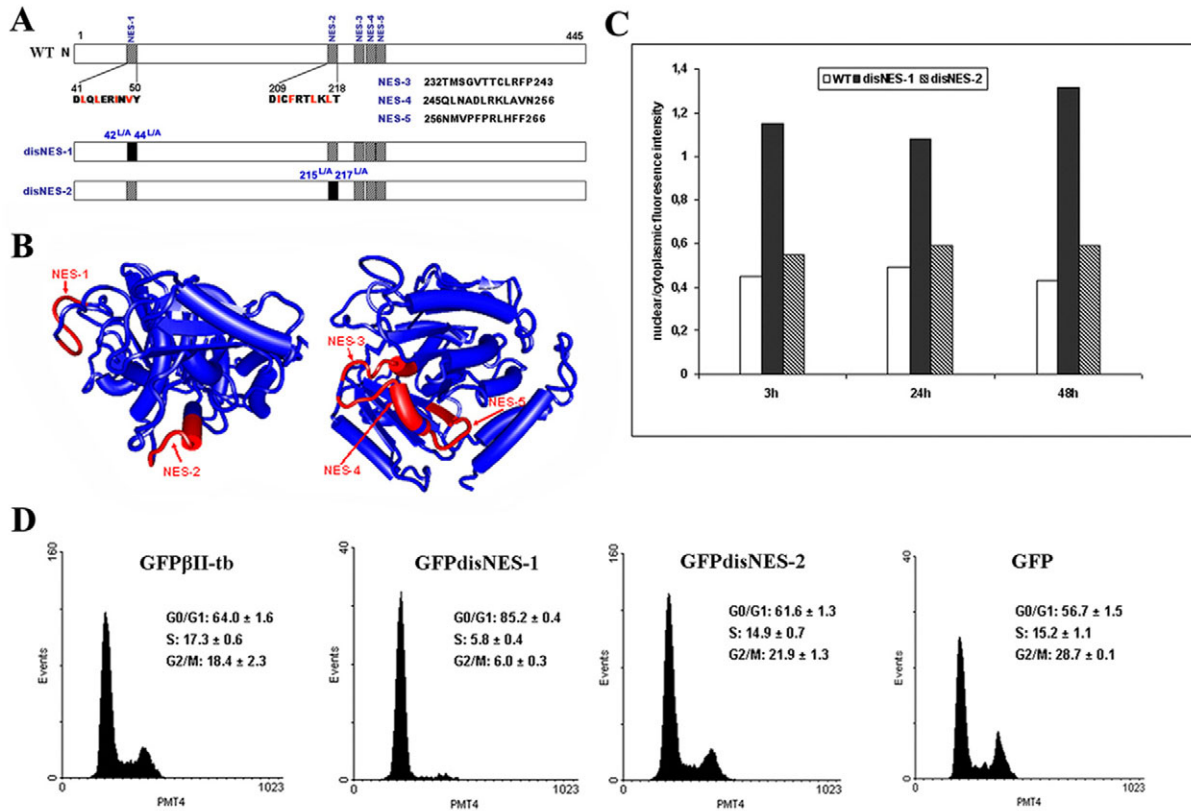 A
NES-1
NES-2
NES-3
NES-4
NES-5
1
445
WT N
41
50
209
218
DLQLERINVY
DICFRTLKLT
NES-3 232TMSGVTTCLRFP243
NES-4 245QLNADLRKLAVN256
NES-5 256NMVPFPRLHFF266
42L/A 44L/A
disNES-1
215L/A 217L/A
disNES-2
B
NES-1
NES-2
NES-3
NES-4
NES-5
C
WT disNES-1 disNES-2
nuclear/cytoplasmic fluoresence intensity
1,4
1,2
1
0,8
0,6
0,4
0,2
0
3h
24h
48h
D
GFPβII-tb
160
Events
0
G0/G1: 64.0 ± 1.6
S: 17.3 ± 0.6
G2/M: 18.4 ± 2.3
0
1023
PMT4
GFPdisNES-1
40
Events
0
G0/G1: 85.2 ± 0.4
S: 5.8 ± 0.4
G2/M: 6.0 ± 0.3
0
1023
PMT4
GFPdisNES-2
160
Events
0
G0/G1: 61.6 ± 1.3
S: 14.9 ± 0.7
G2/M: 21.9 ± 1.3
0
1023
PMT4
GFP
40
Events
0
G0/G1: 56.7 ± 1.5
S: 15.2 ± 1.1
G2/M: 28.7 ± 0.1
0
1023
PMT4